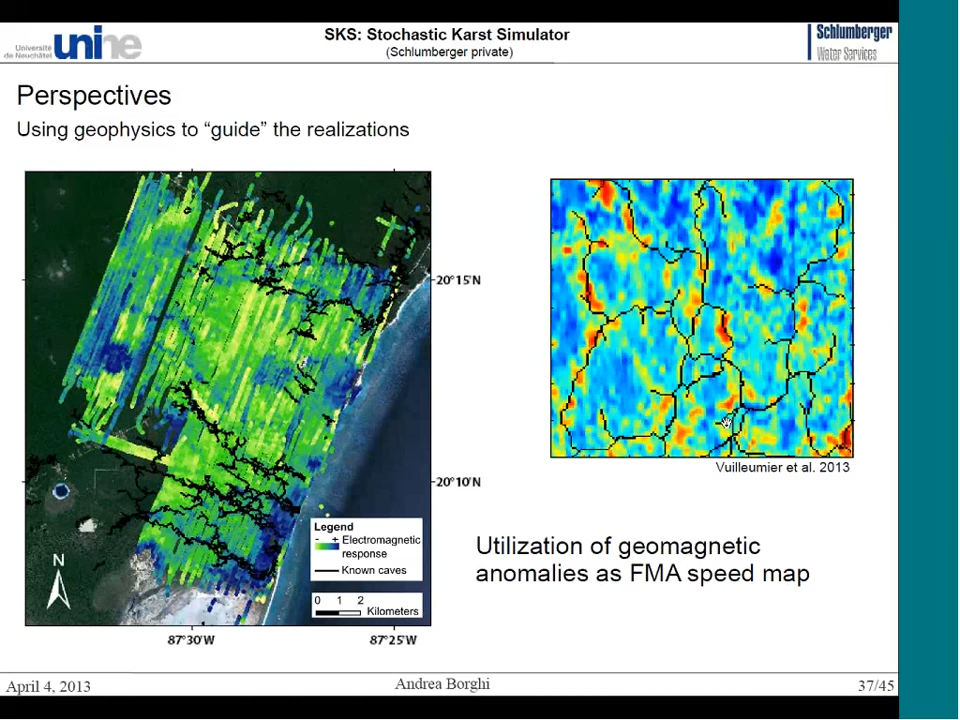 Université
de Neuchâtel
unine
SKS: Stochastic Karst Simulator
(Schlumberger private)
Schlumberger
Water Services
Perspectives
Using geophysics to “guide” the realizations
20°15'N
20°10'N
87°30'W
87°25'W
N
Legend
- +
Electromagnetic
response
Known caves
0 1 2
Kilometers
Vuilleumier et al. 2013
Utilization of geomagnetic
anomalies as FMA speed map
April 4, 2013
Andrea Borghi
37/45